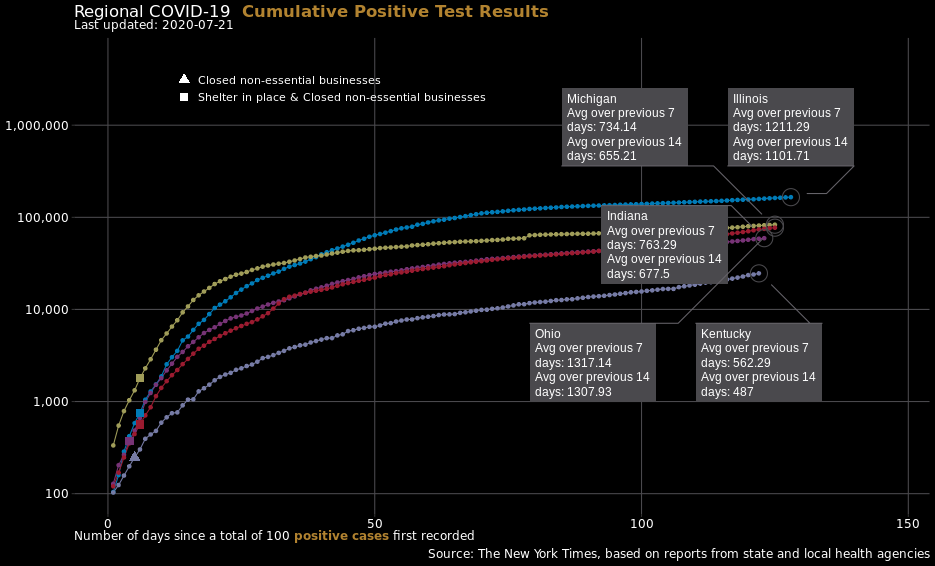 Regional COVID-19 Cumulative Positive Test Results
Last updated: 2020-07-21
Closed non-essential businesses
Shelter in place & Closed non-essential businesses
Michigan
Avg over previous 7
days: 734.14
Avg over previous 14
days: 655.21
Illinois
Avg over previous 7
days: 1211.29
Avg over previous 14
days: 1101.71
Indiana
Avg over previous 7
days: 763.29
Avg over previous 14
days: 677.5
Ohio
Avg over previous 7
days: 1317.14
Avg over previous 14
days: 1307.93
Kentucky
Avg over previous 7
days: 562.29
Avg over previous 14
days: 487
1,000,000
100,000
10,000
1,000
100
0
50
100
150
Number of days since a total of 100 positive cases first recorded
Source: The New York Times, based on reports from state and local health agencies